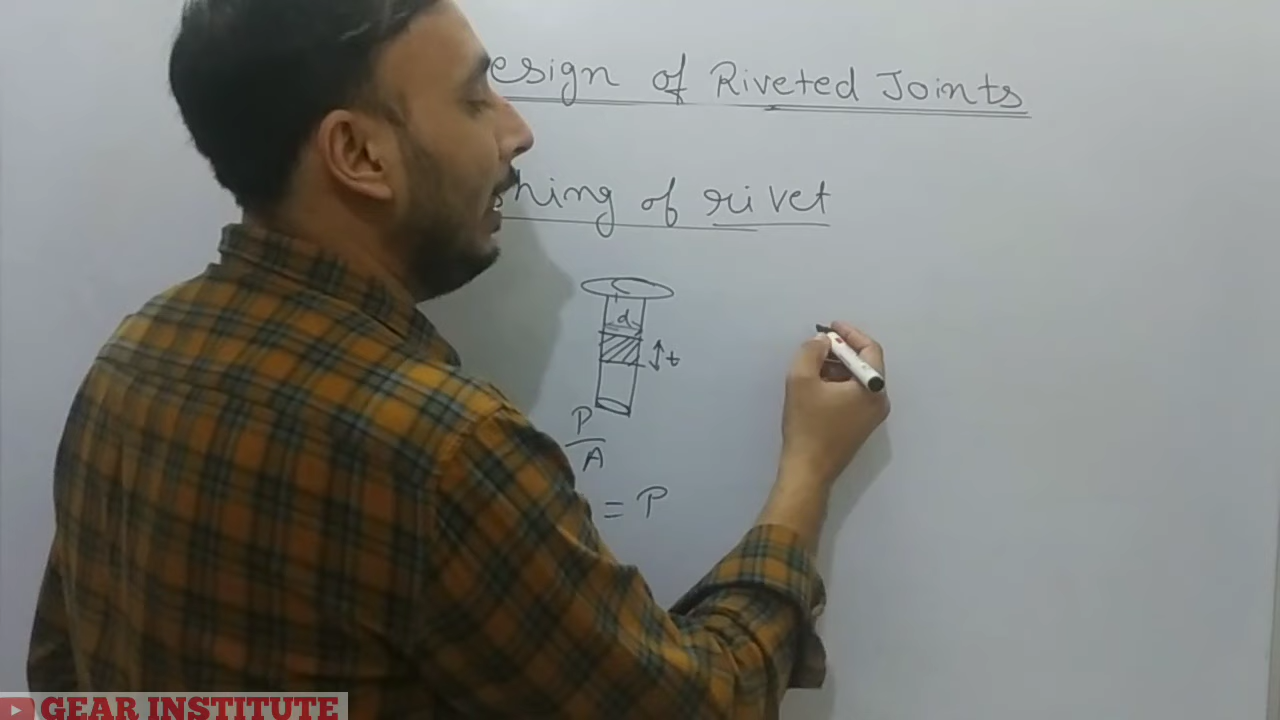 esign of Riveted Joints
hing of rivet
d
t
P
A
= P
GEAR INSTITUTE